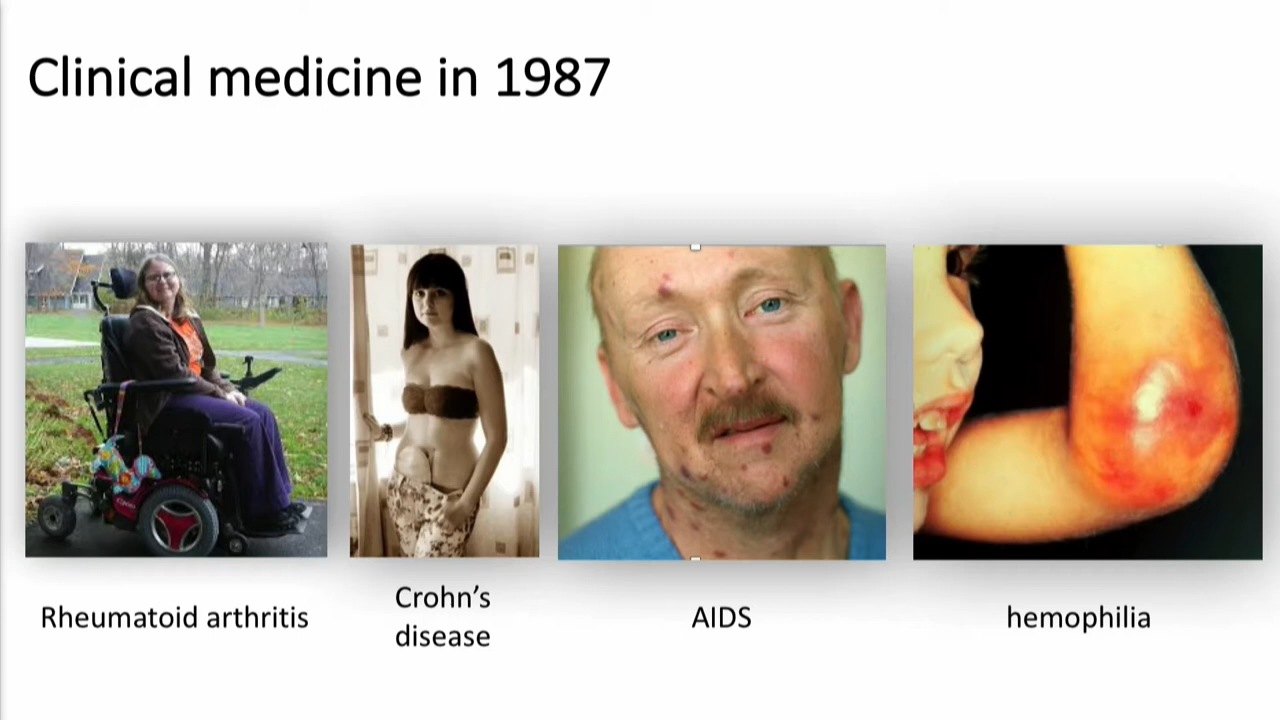 Clinical medicine in 1987
Rheumatoid arthritis
Crohn’s
disease
AIDS
hemophilia